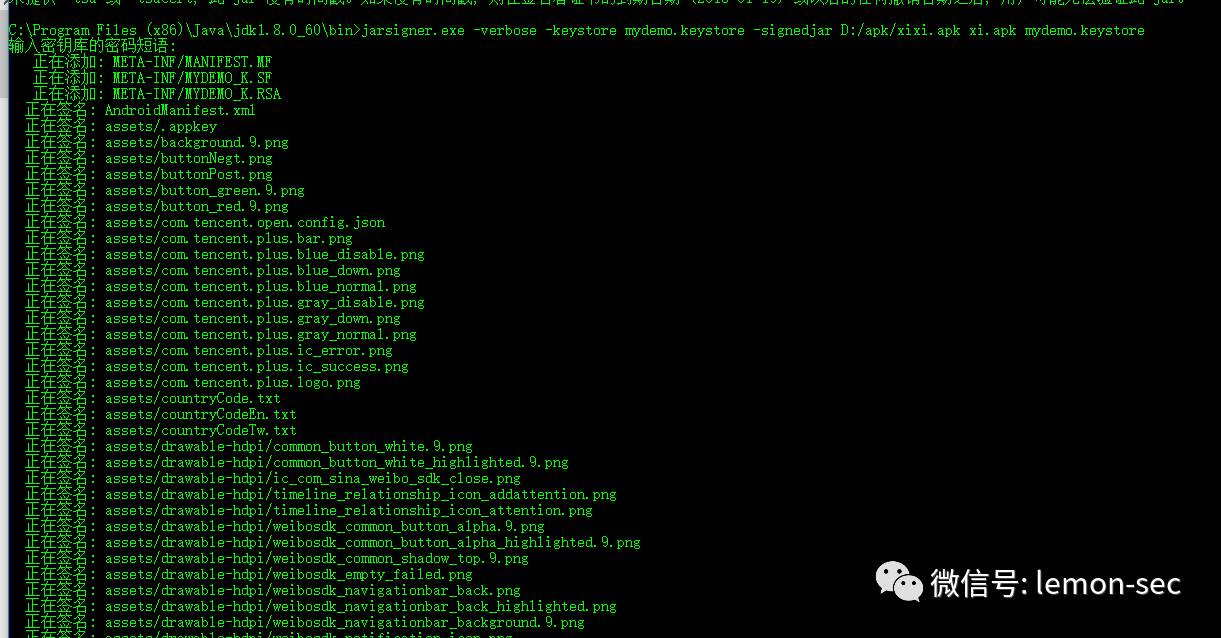 C:\Program Files (x86)\Java\jdk1.8.0_60\bin>jarsigner.exe -verbose -keystore mydemo.keystore -signedjar D:/apk/xixi.apk xi.apk mydemo.keystore
输入密钥库的密码短语:
正在添加: META-INF/MANIFEST.MF
正在添加: META-INF/MYDEMO_K.SF
正在添加: META-INF/MYDEMO_K.RSA
正在签名: AndroidManifest.xml
正在签名: assets/.appkey
正在签名: assets/background.9.png
正在签名: assets/buttonNegt.png
正在签名: assets/buttonPost.png
正在签名: assets/button_green.9.png
正在签名: assets/button_red.9.png
正在签名: assets/com.tencent.open.config.json
正在签名: assets/com.tencent.plus.bar.png
正在签名: assets/com.tencent.plus.blue_disable.png
正在签名: assets/com.tencent.plus.blue_down.png
正在签名: assets/com.tencent.plus.blue_normal.png
正在签名: assets/com.tencent.plus.gray_disable.png
正在签名: assets/com.tencent.plus.gray_down.png
正在签名: assets/com.tencent.plus.gray_normal.png
正在签名: assets/com.tencent.plus.ic_error.png
正在签名: assets/com.tencent.plus.ic_success.png
正在签名: assets/com.tencent.plus.logo.png
正在签名: assets/countryCode.txt
正在签名: assets/countryCodeEn.txt
正在签名: assets/countryCodeTw.txt
正在签名: assets/drawable-hdpi/common_button_white.9.png
正在签名: assets/drawable-hdpi/common_button_white_highlighted.9.png
正在签名: assets/drawable-hdpi/ic_com_sina_weibo_sdk_close.png
正在签名: assets/drawable-hdpi/timeline_relationship_icon_addattention.png
正在签名: assets/drawable-hdpi/timeline_relationship_icon_attention.png
正在签名: assets/drawable-hdpi/weibosdk_common_button_alpha.9.png
正在签名: assets/drawable-hdpi/weibosdk_common_button_alpha_highlighted.9.png
正在签名: assets/drawable-hdpi/weibosdk_common_shadow_top.9.png
正在签名: assets/drawable-hdpi/weibosdk_empty_failed.png
正在签名: assets/drawable-hdpi/weibosdk_navigationbar_back.png
正在签名: assets/drawable-hdpi/weibosdk_navigationbar_back_highlighted.png
正在签名: assets/drawable-hdpi/weibosdk_navigationbar_background.9.png
微信号: lemon-sec